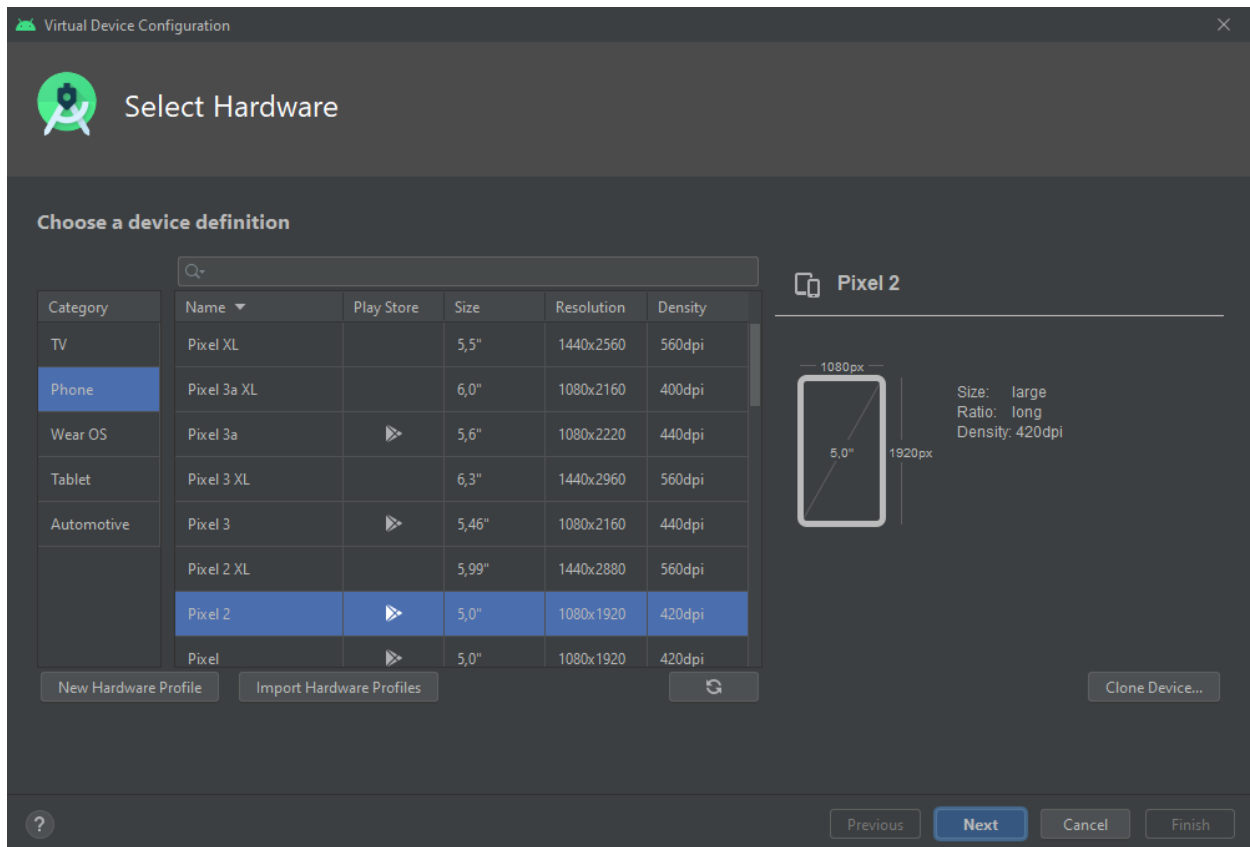 Virtual Device Configuration
Select Hardware
Choose a device definition
Category
TV
Phone
Wear OS
Tablet
Automotive
Name Play Store Size Resolution Density
Pixel XL 5,5" 1440x2560 560dpi
Pixel 3a XL 6,0" 1080x2160 400dpi
Pixel 3a 5,6" 1080x2220 440dpi
Pixel 3 XL 6,3" 1440x2960 560dpi
Pixel 3 5,46" 1080x2160 440dpi
Pixel 2 XL 5,99" 1440x2880 560dpi
Pixel 2 5,0" 1080x1920 420dpi
Pixel 5,0" 1080x1920 420dpi
New Hardware Profile Import Hardware Profiles
Pixel 2
1080px
5,0"
1920px
Size: large
Ratio: long
Density: 420dpi
Clone Device...
? Previous Next Cancel Finish